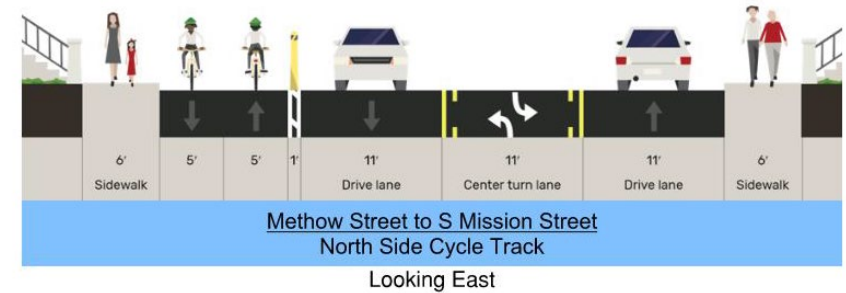 6' 5' 5' 1' 11' 11' 11' 6'
Sidewalk Drive lane Center turn lane Drive lane Sidewalk
Methow Street to S Mission Street
North Side Cycle Track
Looking East